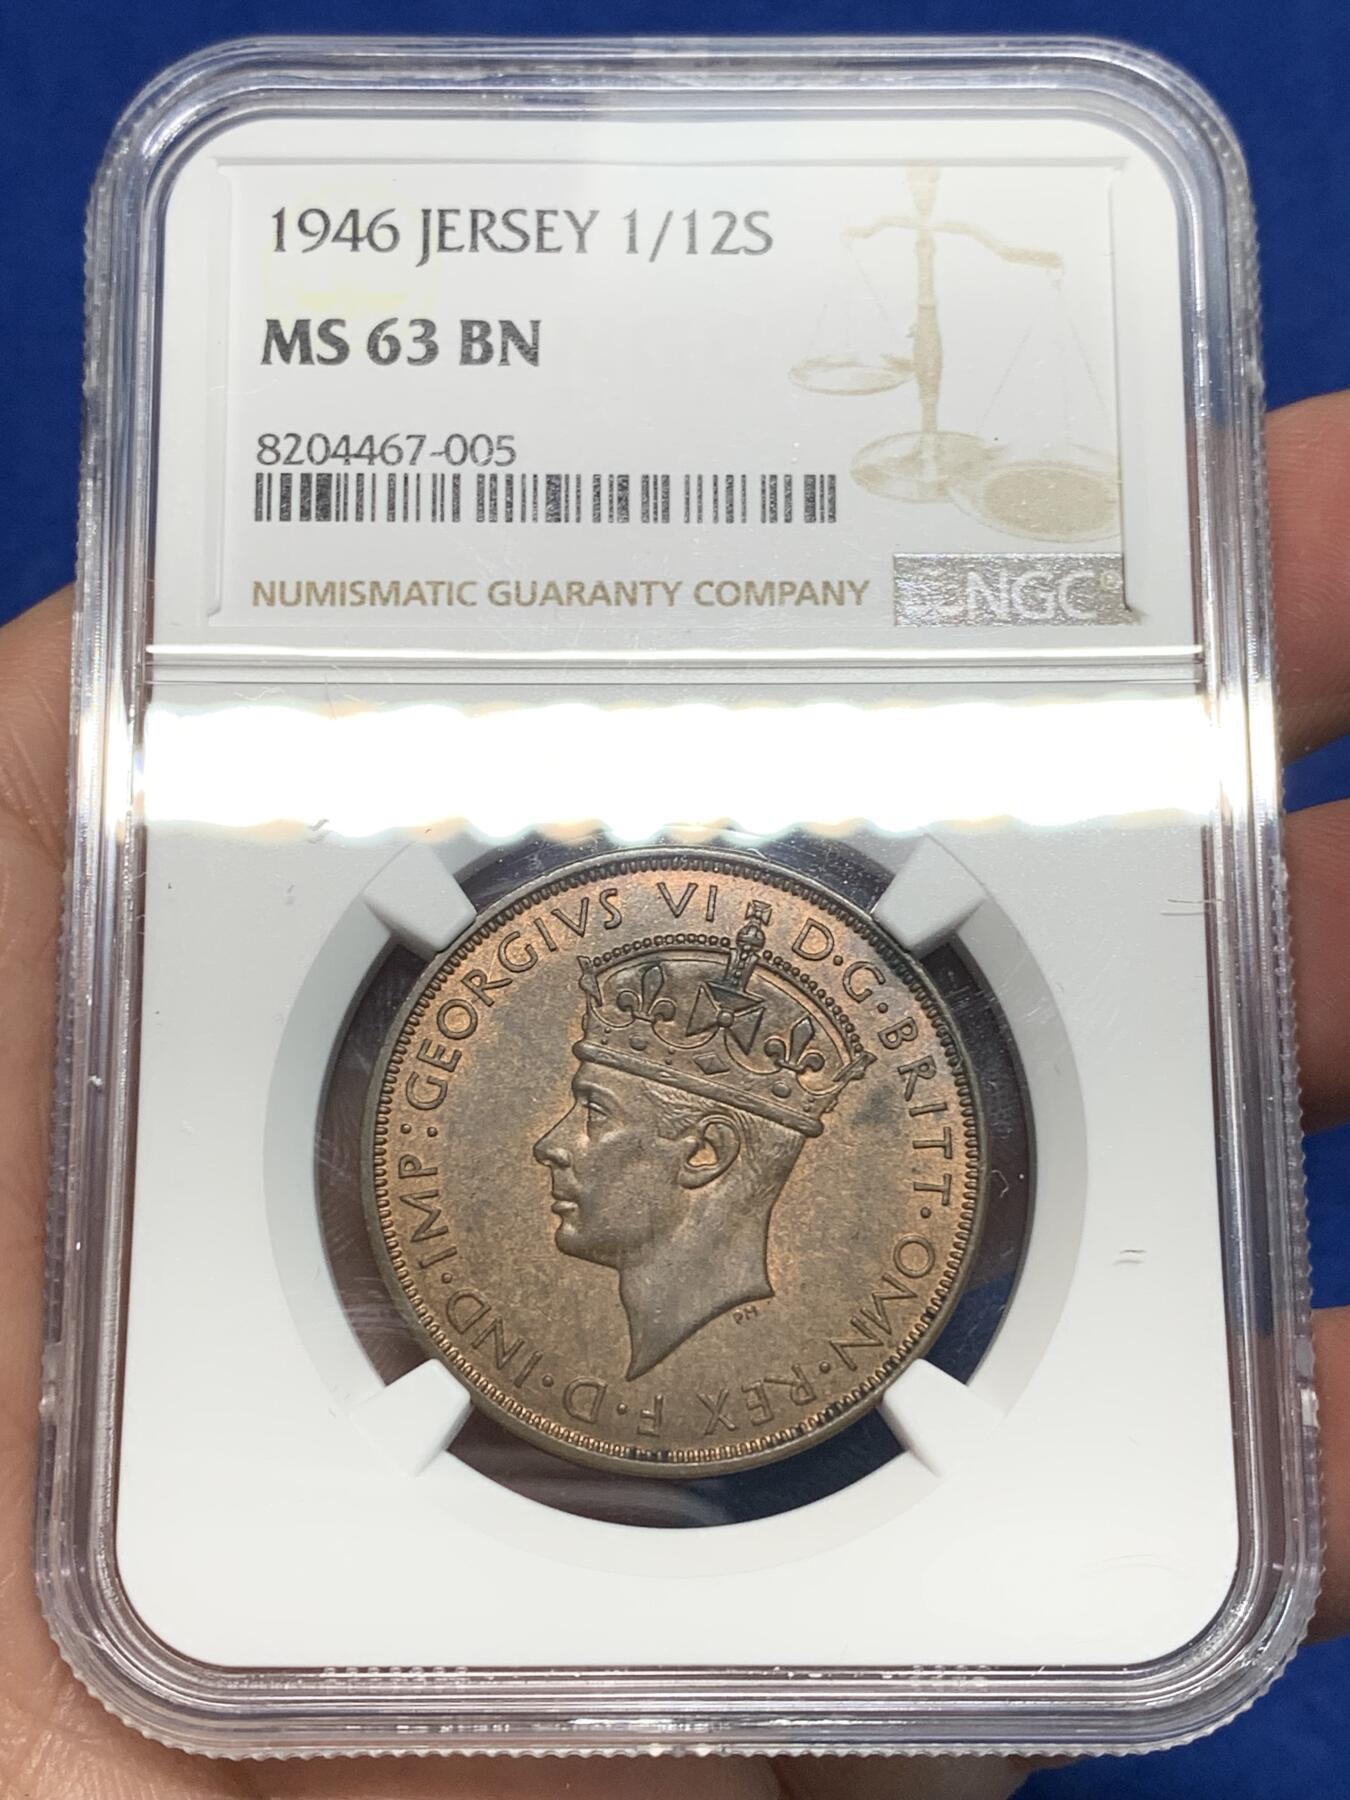 1946 JERSEY 1/12S
MS 63 BN
8204467-005
NUMISMATIC GUARANTY COMPANY
NGC®
GEORGIVS VI D·G·BRITT·OMN·REX F·D·IND·IMP:
PM